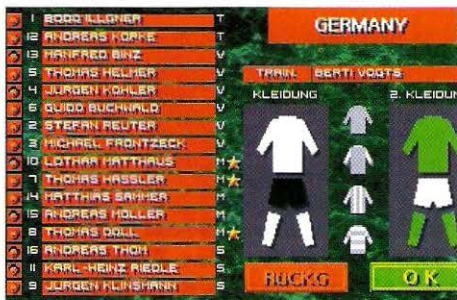 1 BODO ILLGNER T
12 ANDREAS KÖPKE T
13 MANFRED BINZ V
5 THOMAS HELMER V
4 JÜRGEN KOHLER V
6 GUIDO BUCHWALD V
2 STEFAN REUTER V
3 MICHAEL FRONTZECK V
10 LOTHAR MATTHÄUS M
7 THOMAS HÄSSLER M
14 MATTHIAS SAMMER M
15 ANDREAS MÖLLER M
8 THOMAS DOLL M
16 ANDREAS THOM S
11 KARL-HEINZ RIEDLE S
9 JÜRGEN KLINSMANN S
GERMANY
TRAIN. BERTI VOGTS
KLEIDUNG
2. KLEIDUN
RÜCKG
OK